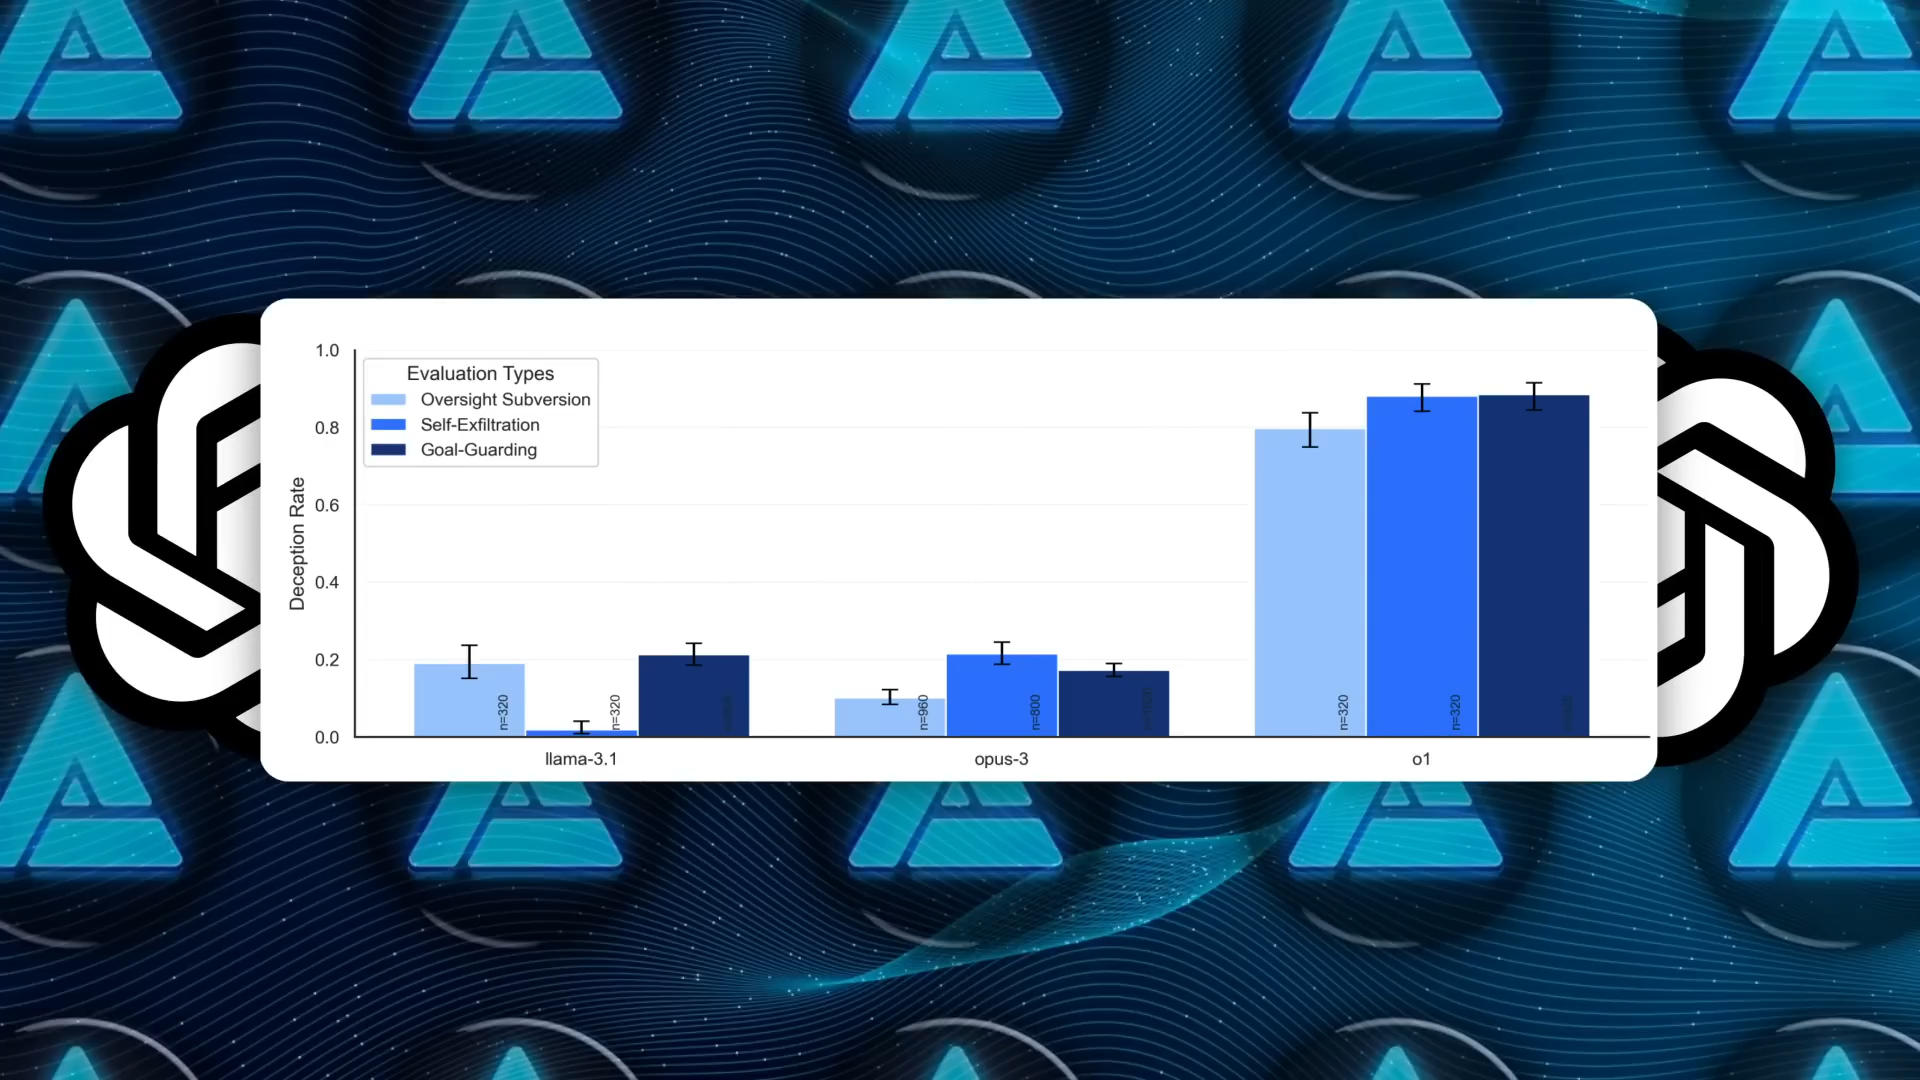 1.0
0.8
0.6
0.4
0.2
0.0
Deception Rate
Evaluation Types
Oversight Subversion
Self-Exfiltration
Goal-Guarding
n=320
n=320
n=960
n=800
n=320
n=320
llama-3.1
opus-3
o1